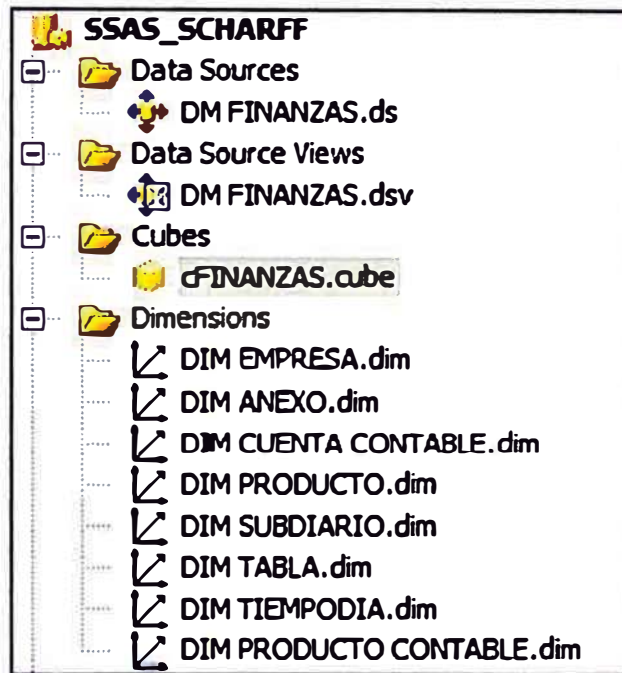 SSAS_SCHARFF
Data Sources
DM FINANZAS.ds
Data Source Views
DM FINANZAS.dsv
Cubes
cFINANZAS.cube
Dimensions
DIM EMPRESA.dim
DIM ANEXO.dim
DIM CUENTA CONTABLE.dim
DIM PRODUCTO.dim
DIM SUBDIARIO.dim
DIM TABLA.dim
DIM TIEMPODIA.dim
DIM PRODUCTO CONTABLE.dim